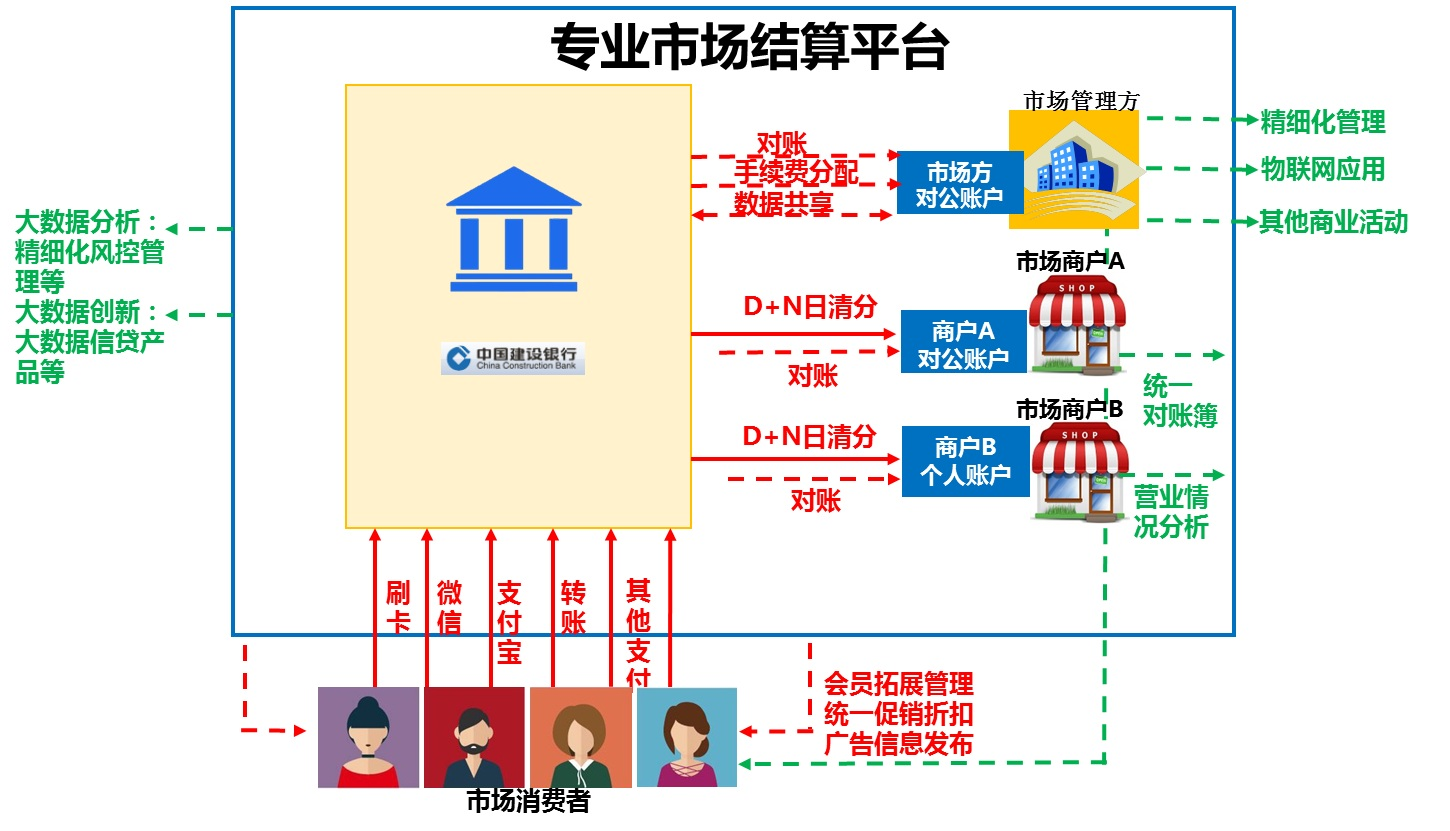 专业市场结算平台
市场管理方
对账
手续费分配
数据共享
市场方
对公账户
精细化管理
物联网应用
其他商业活动
大数据分析：
精细化风控管
理等
大数据创新：
大数据信贷产
品等
中国建设银行
China Construction Bank
市场商户A
SHOP
D+N日清分
对账
商户A
对公账户
统一
对账簿
市场商户B
SHOP
D+N日清分
对账
商户B
个人账户
营业情
况分析
刷卡
微信
支付宝
转账
其他支付
会员拓展管理
统一促销折扣
广告信息发布
市场消费者